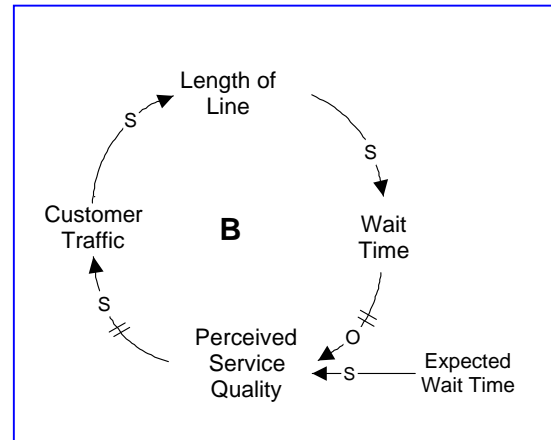 Length of
Line
S
S
Customer
Traffic
B
Wait
Time
S
O
Perceived
Service
Quality
S
Expected
Wait Time